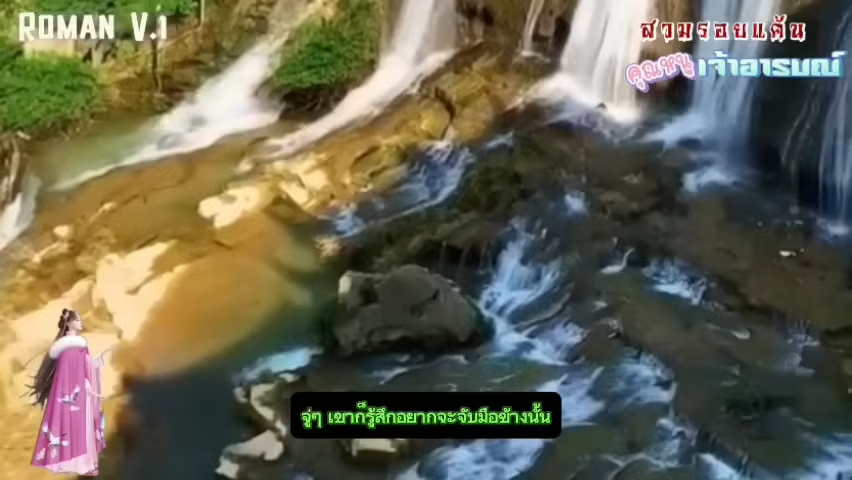 ROMAN V.i
สวมรอยแค้น
คุณหนูเจ้าอารมณ์
จู่ๆ เขาก็รู้สึกอยากจะจับมือข้างนั้น